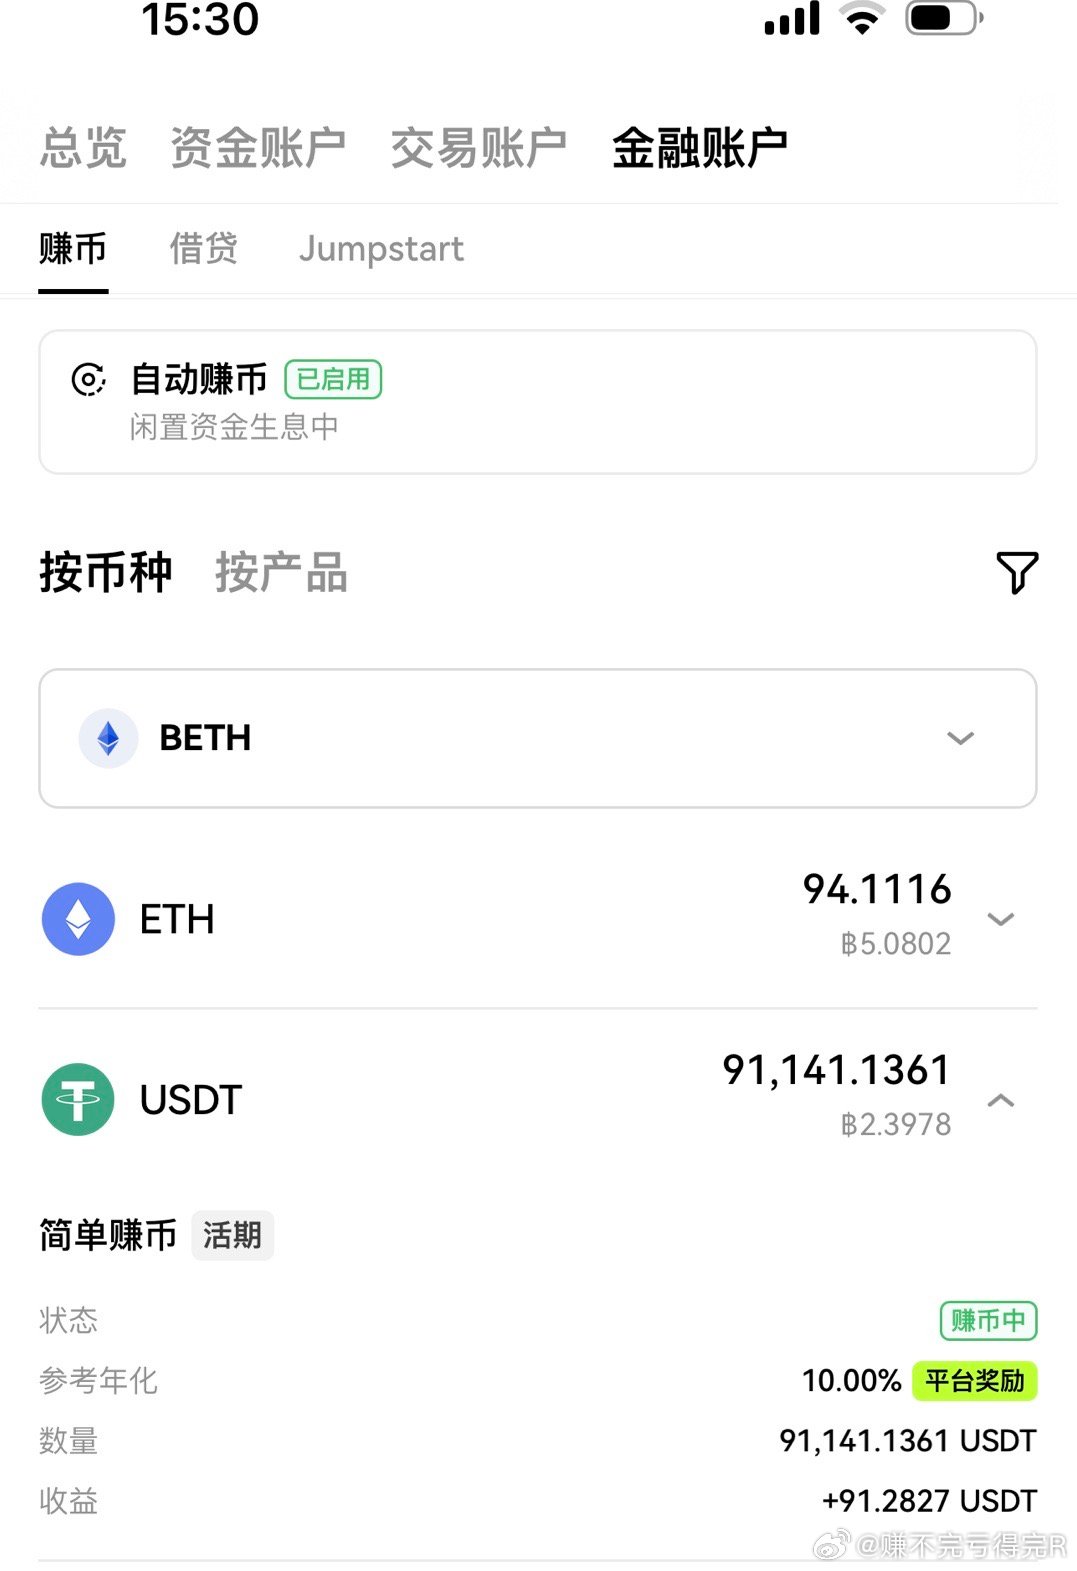 15:30
总览 资金账户 交易账户 金融账户
赚币 借贷 Jumpstart
自动赚币 已启用
闲置资金生息中
按币种 按产品
BETH
94.1116
ETH
฿5.0802
91,141.1361
USDT
฿2.3978
简单赚币 活期
状态 赚币中
参考年化 10.00% 平台奖励
数量 91,141.1361 USDT
收益 +91.2827 USDT
@赚不完亏得完R